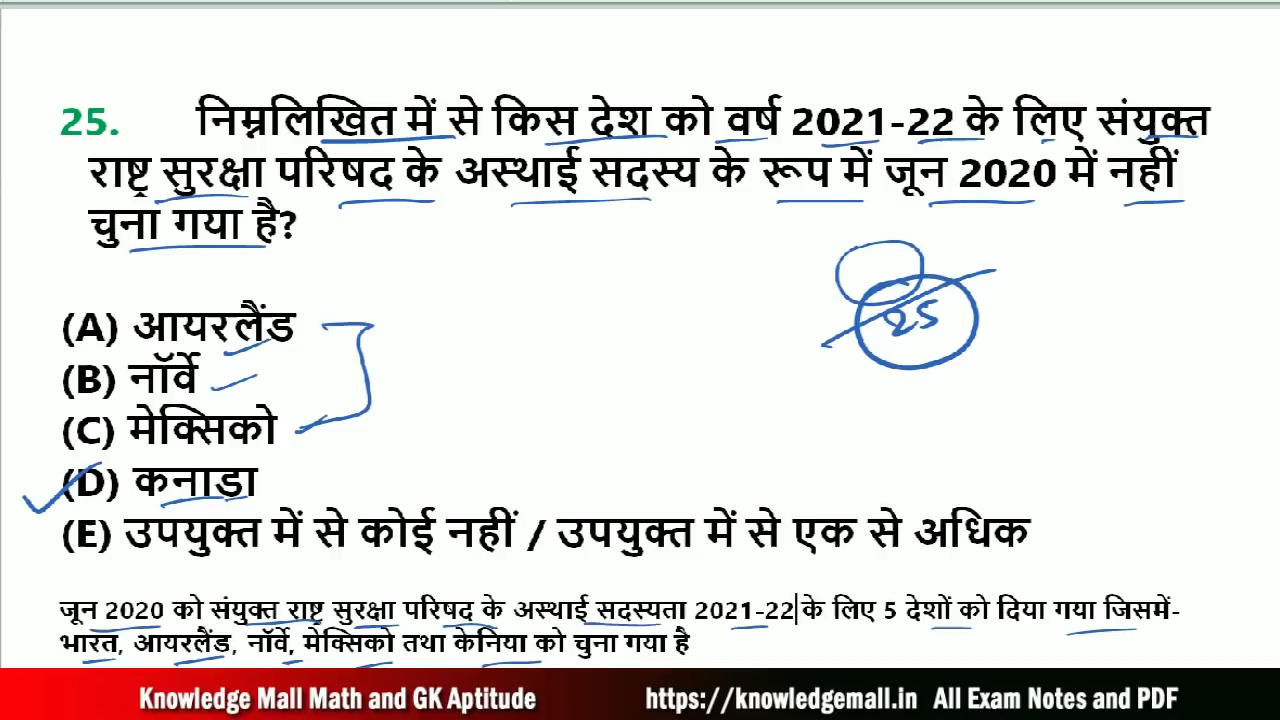 25. निम्नलिखित में से किस देश को वर्ष 2021-22 के लिए संयुक्त
राष्ट्र सुरक्षा परिषद के अस्थाई सदस्य के रूप में जून 2020 में नहीं
चुना गया है?
25
(A) आयरलैंड
(B) नॉर्वे
(C) मेक्सिको
(D) कनाडा
(E) उपयुक्त में से कोई नहीं / उपयुक्त में से एक से अधिक
जून 2020 को संयुक्त राष्ट्र सुरक्षा परिषद के अस्थाई सदस्यता 2021-22 के लिए 5 देशों को दिया गया जिसमें-
भारत, आयरलैंड, नॉर्वे, मेक्सिको तथा केनिया को चुना गया है
Knowledge Mall Math and GK Aptitude https://knowledgemall.in All Exam Notes and PDF